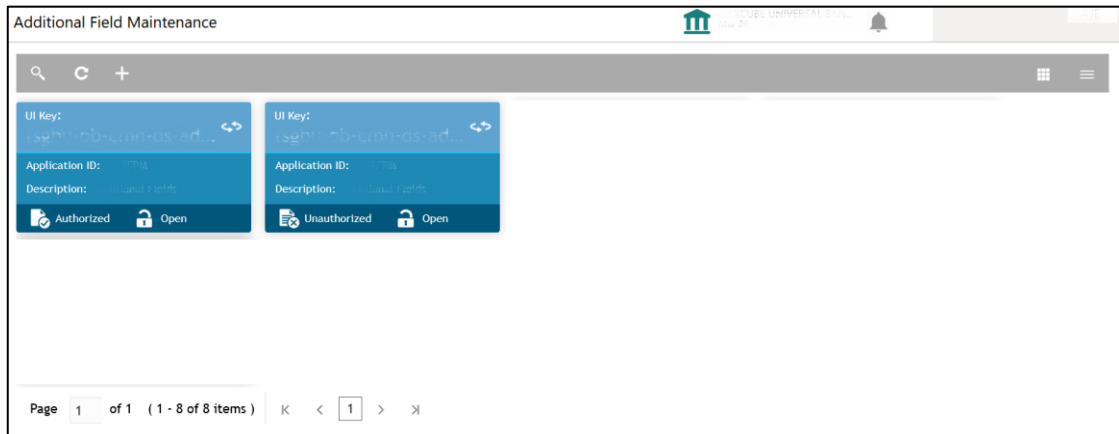 Additional Field Maintenance
UI Key:
Application ID:
Description:
Authorized Open
UI Key:
Application ID:
Description:
Unauthorized Open
Page 1 of 1 ( 1 - 8 of 8 items ) K < 1 > >|